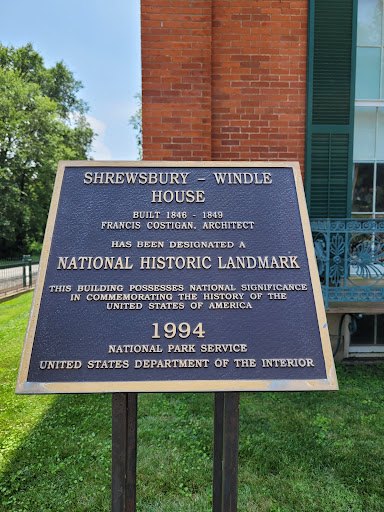 SHREWSBURY – WINDLE
HOUSE
BUILT 1846 - 1849
FRANCIS COSTIGAN, ARCHITECT
HAS BEEN DESIGNATED A
NATIONAL HISTORIC LANDMARK
THIS BUILDING POSSESSES NATIONAL SIGNIFICANCE
IN COMMEMORATING THE HISTORY OF THE
UNITED STATES OF AMERICA
1994
NATIONAL PARK SERVICE
UNITED STATES DEPARTMENT OF THE INTERIOR